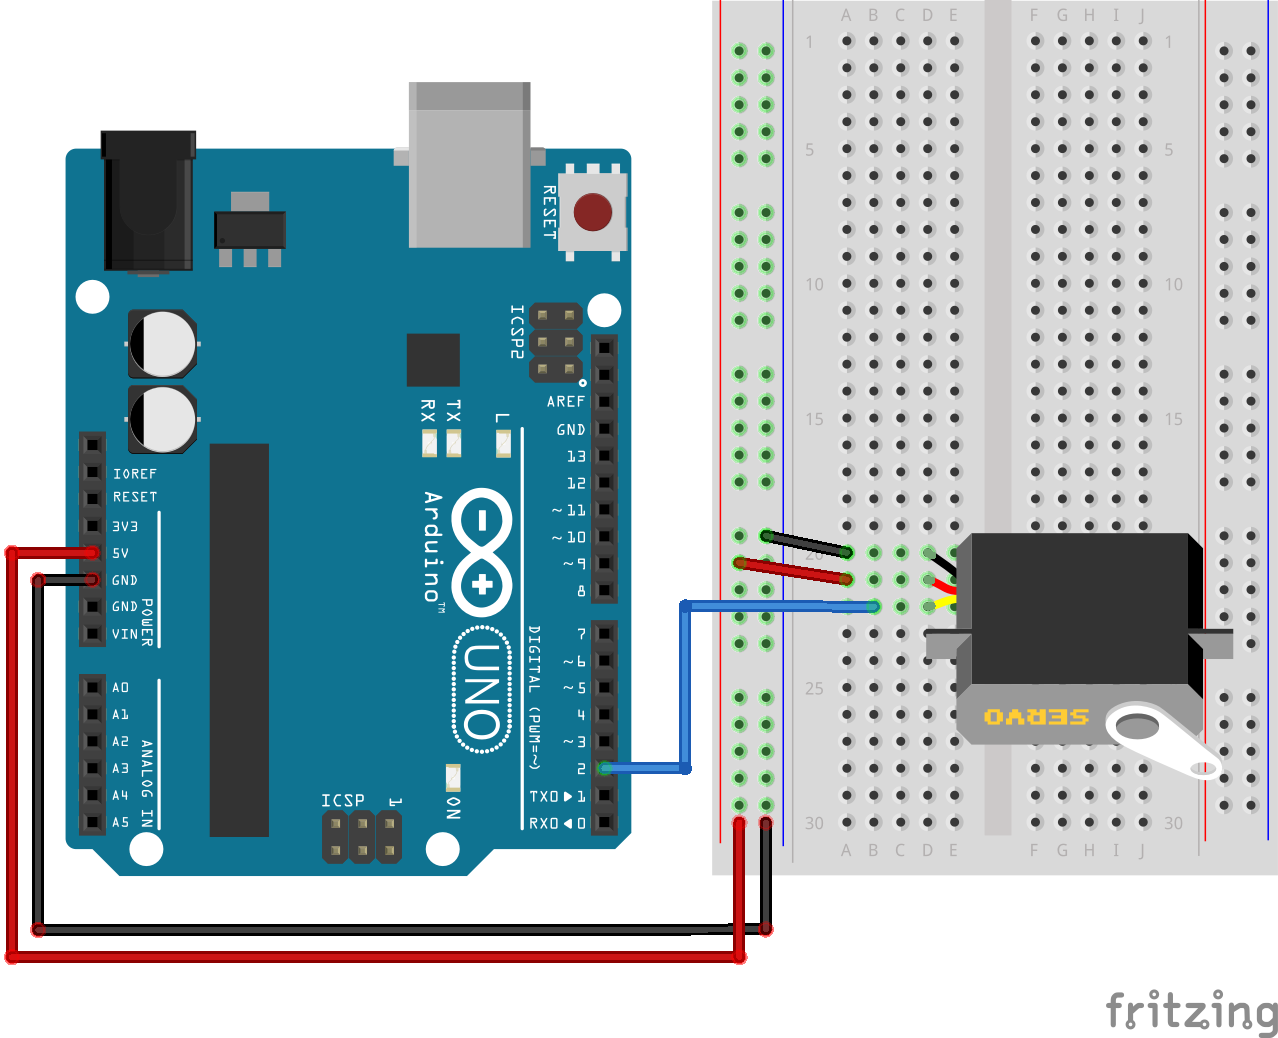 A B C D E F G H I J
1 1
5 5
10 10
15 15
20
25
30 30
A B C D E F G H I J
RESET
ICSP2
AREF
GND
13
12
~11
~10
~9
8
7
~6
~5
4
~3
2
TX0▶1
RX0◀0
DIGITAL (PWM=~)
RX
TX
L
Arduino™
UNO
IOREF
RESET
3V3
5V
GND
GND
VIN
POWER
A0
A1
A2
A3
A4
A5
ANALOG IN
ICSP
1
ON
SERVO
fritzing